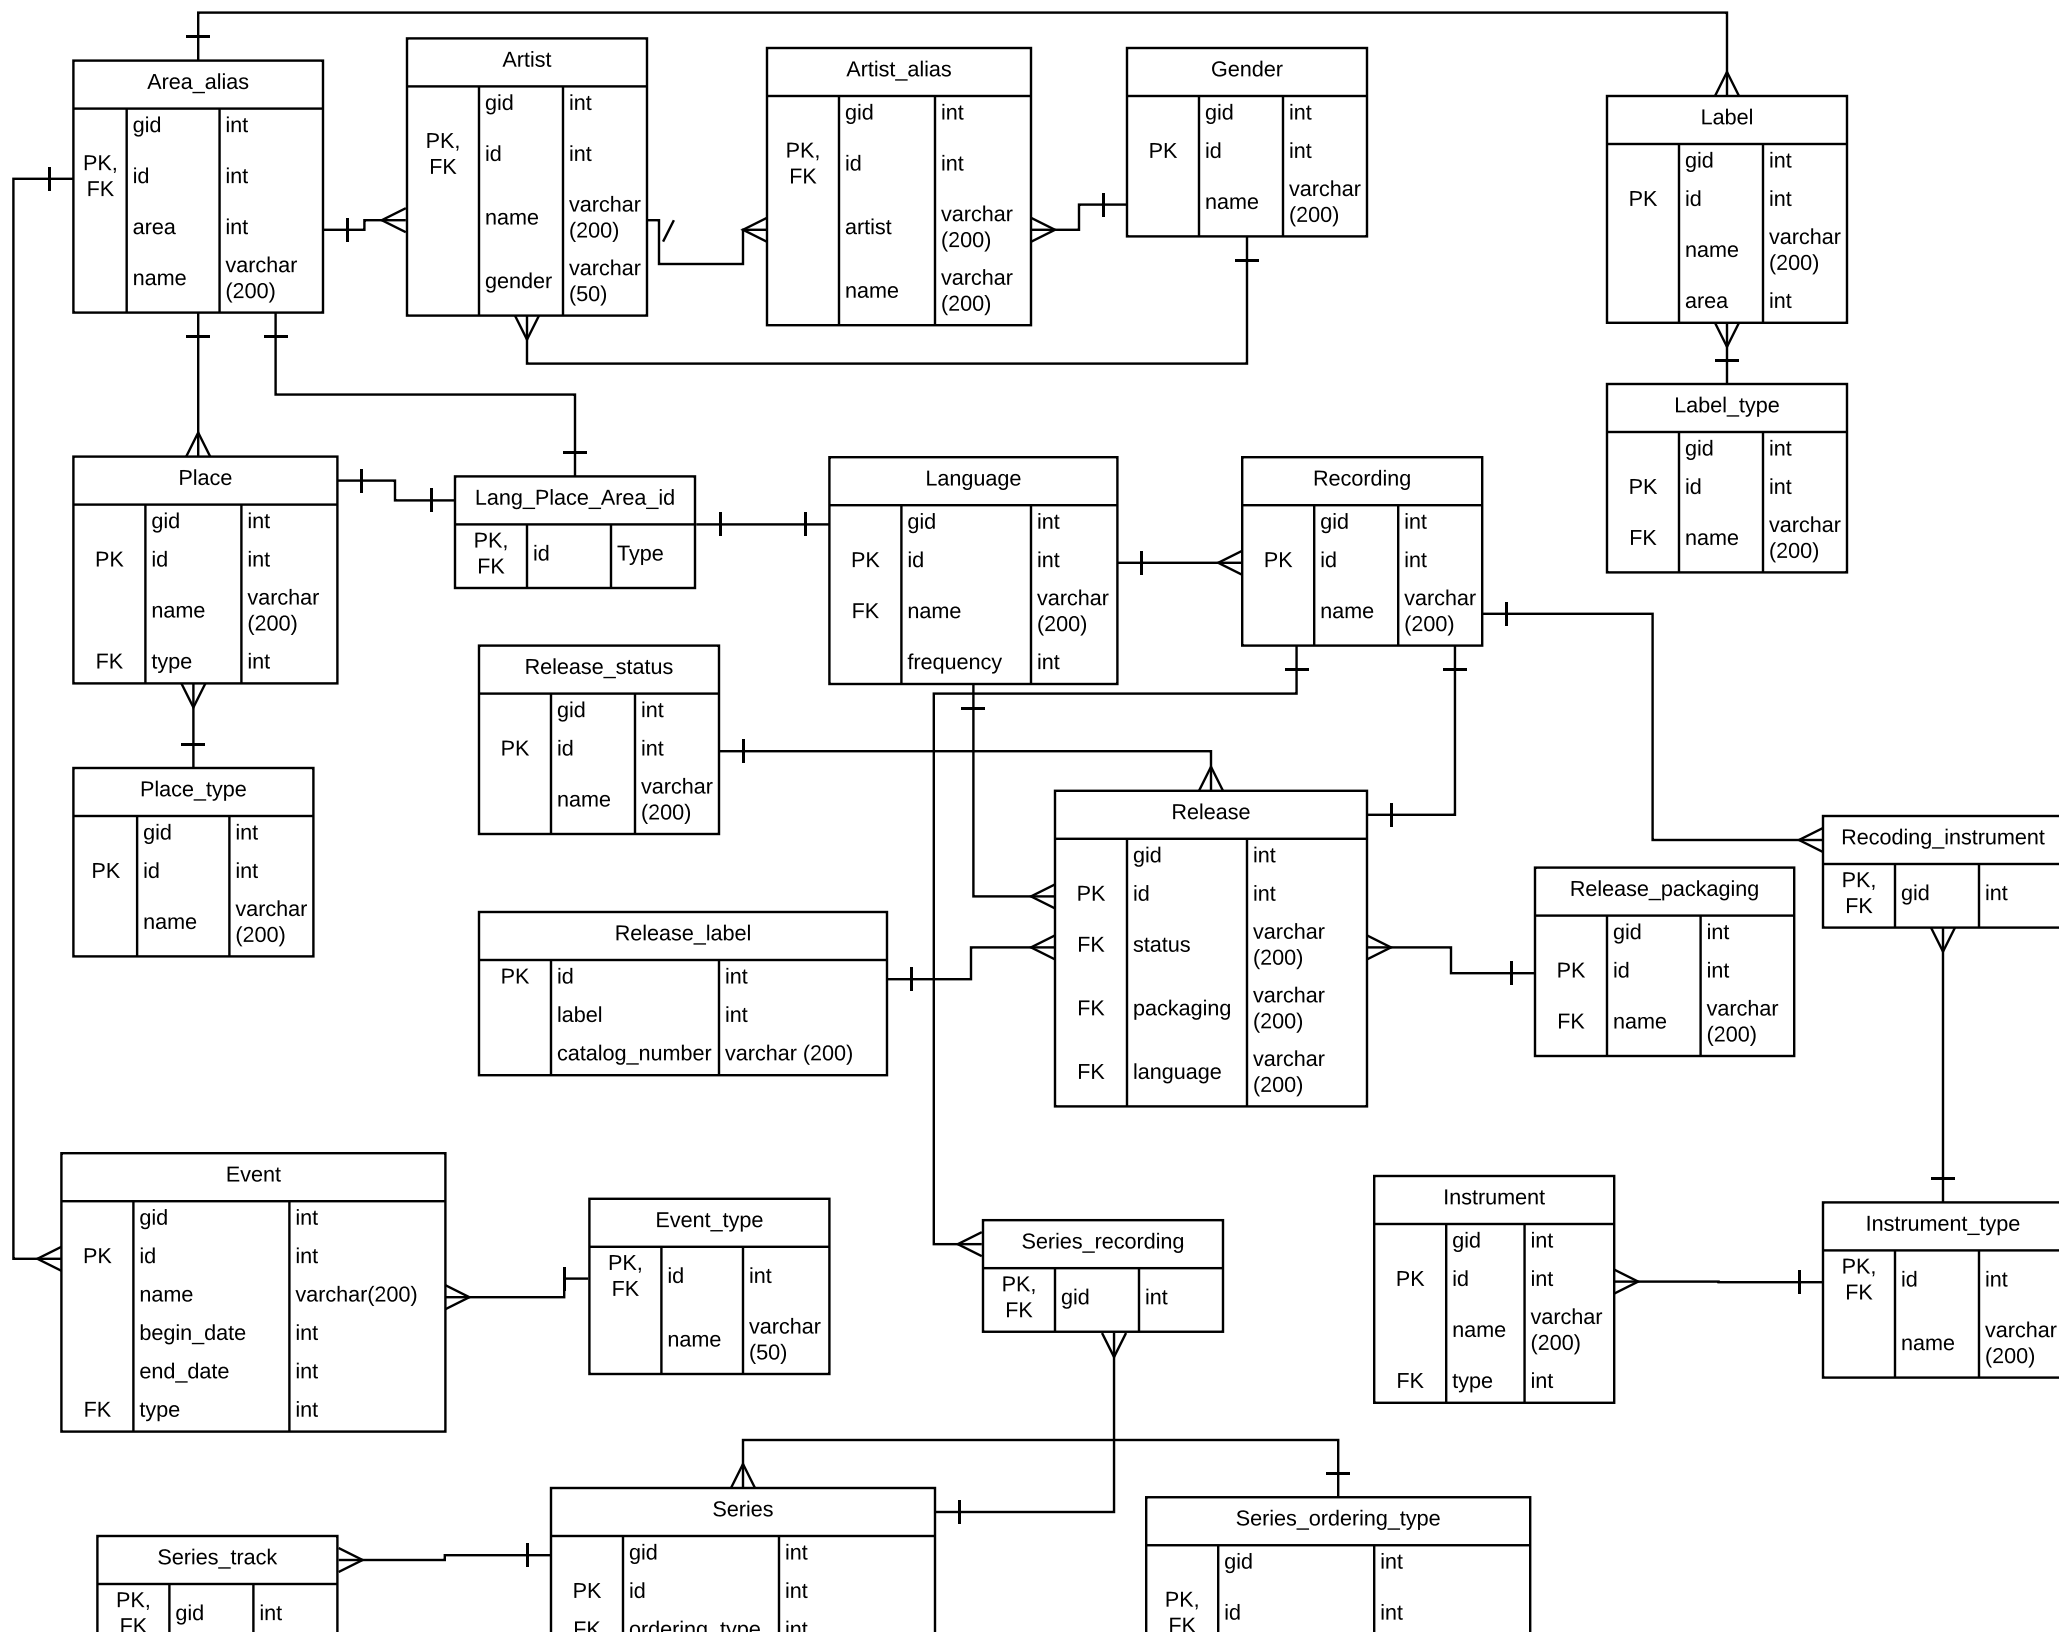 Area_alias
gid int
PK,
FK
id int
area int
name varchar
(200)
Artist
gid int
PK,
FK
id int
name varchar
(200)
gender varchar
(50)
Artist_alias
gid int
PK,
FK
id int
artist varchar
(200)
name varchar
(200)
Gender
gid int
PK id int
name varchar
(200)
Label
gid int
PK id int
name varchar
(200)
area int
Label_type
gid int
PK id int
FK name varchar
(200)
Place
gid int
PK id int
name varchar
(200)
FK type int
Lang_Place_Area_id
PK,
FK
id Type
Language
gid int
PK id int
FK name varchar
(200)
frequency int
Recording
gid int
PK id int
name varchar
(200)
Release_status
gid int
PK id int
name varchar
(200)
Place_type
gid int
PK id int
name varchar
(200)
Release
gid int
PK id int
FK status varchar
(200)
FK packaging varchar
(200)
FK language varchar
(200)
Recoding_instrument
PK,
FK
gid int
Release_packaging
gid int
PK id int
FK name varchar
(200)
Release_label
PK id int
label int
catalog_number varchar (200)
Event
gid int
PK id int
name varchar(200)
begin_date int
end_date int
FK type int
Event_type
PK,
FK
id int
name varchar
(50)
Series_recording
PK,
FK
gid int
Instrument
gid int
PK id int
name varchar
(200)
FK type int
Instrument_type
PK,
FK
id int
name varchar
(200)
Series
gid int
PK id int
FK ordering_type int
Series_ordering_type
gid int
PK,
FK
id int
Series_track
PK,
FK
gid int